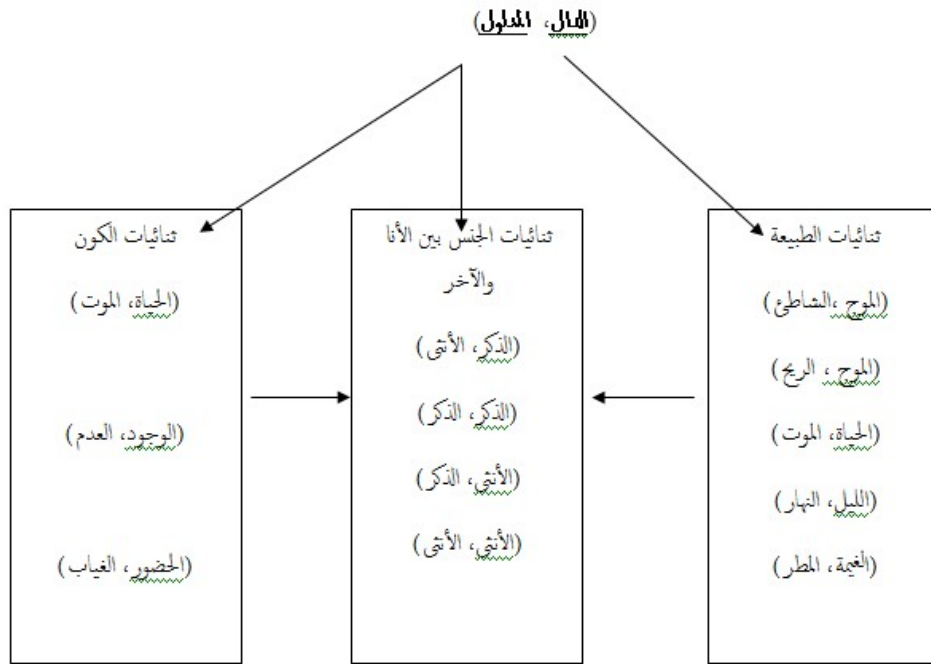 (الدال، المدلول)
ثنائيات الطبيعة
(الموج ،الشاطئ)
(الموج ، الريح)
(الحياة، الموت)
(الليل، النهار)
(الغيمة، المطر)
ثنائيات الجنس بين الأنا
والآخر
(الذكر، الأنثى)
(الذكر، الذكر)
(الأنثى، الذكر)
(الأنثى، الأنثى)
ثنائيات الكون
(الحياة، الموت)
(الوجود، العدم)
(الحضور، الغياب)